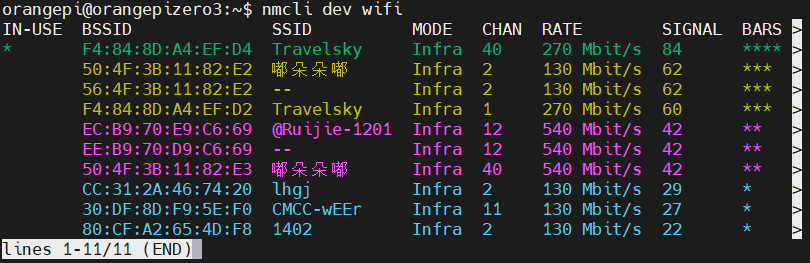 orangepi@orangepizero3:~$ nmcli dev wifi
IN-USE  BSSID              SSID          MODE   CHAN  RATE        SIGNAL  BARS  >
*       F4:84:8D:A4:EF:D4  Travelsky     Infra  40    270 Mbit/s  84      ****  >
        50:4F:3B:11:82:E2  嘟朵朵嘟      Infra  2     130 Mbit/s  62      ***   >
        56:4F:3B:11:82:E2  --            Infra  2     130 Mbit/s  62      ***   >
        F4:84:8D:A4:EF:D2  Travelsky     Infra  1     270 Mbit/s  60      ***   >
        EC:B9:70:E9:C6:69  @Ruijie-1201  Infra  12    540 Mbit/s  42      **    >
        EE:B9:70:D9:C6:69  --            Infra  12    540 Mbit/s  42      **    >
        50:4F:3B:11:82:E3  嘟朵朵嘟      Infra  40    540 Mbit/s  42      **    >
        CC:31:2A:46:74:20  lhgj          Infra  2     130 Mbit/s  29      *     >
        30:DF:8D:F9:5E:F0  CMCC-wEEr     Infra  11    130 Mbit/s  27      *     >
        80:CF:A2:65:4D:F8  1402          Infra  2     130 Mbit/s  22      *     >
lines 1-11/11 (END)